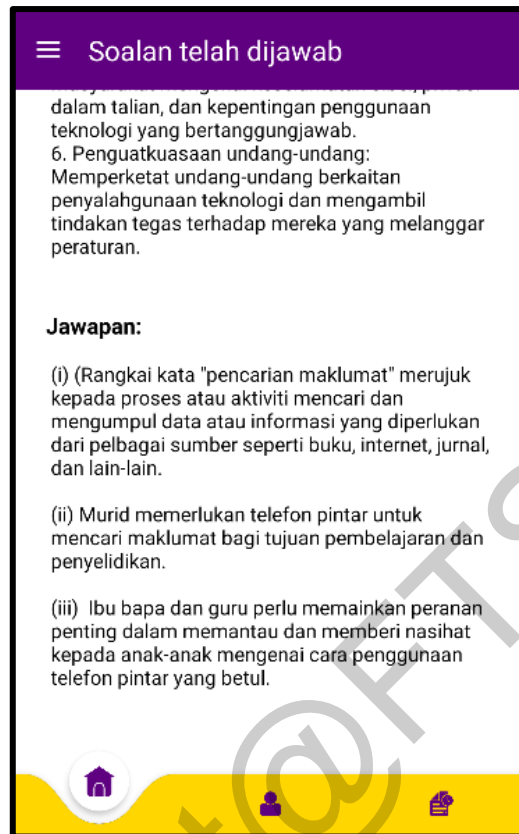 Soalan telah dijawab
dalam talian, dan kepentingan penggunaan
teknologi yang bertanggungjawab.
6. Penguatkuasaan undang-undang:
Memperketat undang-undang berkaitan
penyalahgunaan teknologi dan mengambil
tindakan tegas terhadap mereka yang melanggar
peraturan.
Jawapan:
(i) (Rangkai kata "pencarian maklumat" merujuk
kepada proses atau aktiviti mencari dan
mengumpul data atau informasi yang diperlukan
dari pelbagai sumber seperti buku, internet, jurnal,
dan lain-lain.
(ii) Murid memerlukan telefon pintar untuk
mencari maklumat bagi tujuan pembelajaran dan
penyelidikan.
(iii) Ibu bapa dan guru perlu memainkan peranan
penting dalam memantau dan memberi nasihat
kepada anak-anak mengenai cara penggunaan
telefon pintar yang betul.